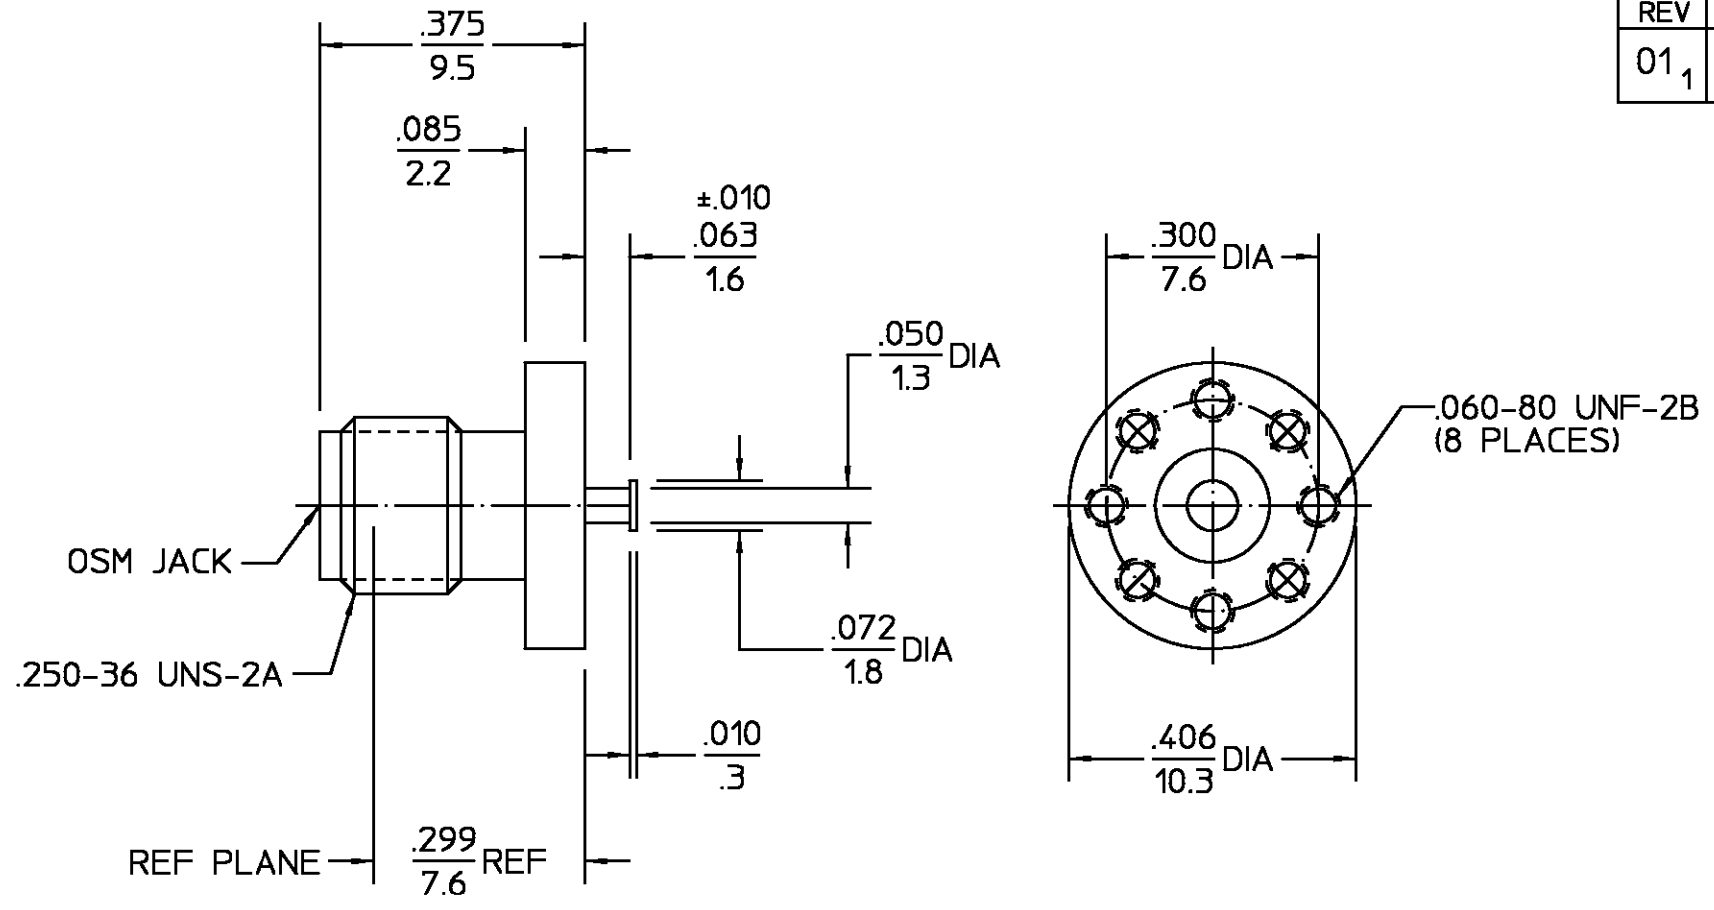 REV
01 1
.375
9.5
.085
2.2
±.010
.063
1.6
.300 DIA
7.6
.050 DIA
1.3
.060-80 UNF-2B
(8 PLACES)
OSM JACK
.072 DIA
1.8
.250-36 UNS-2A
.010
.3
.406 DIA
10.3
REF PLANE
.299 REF
7.6